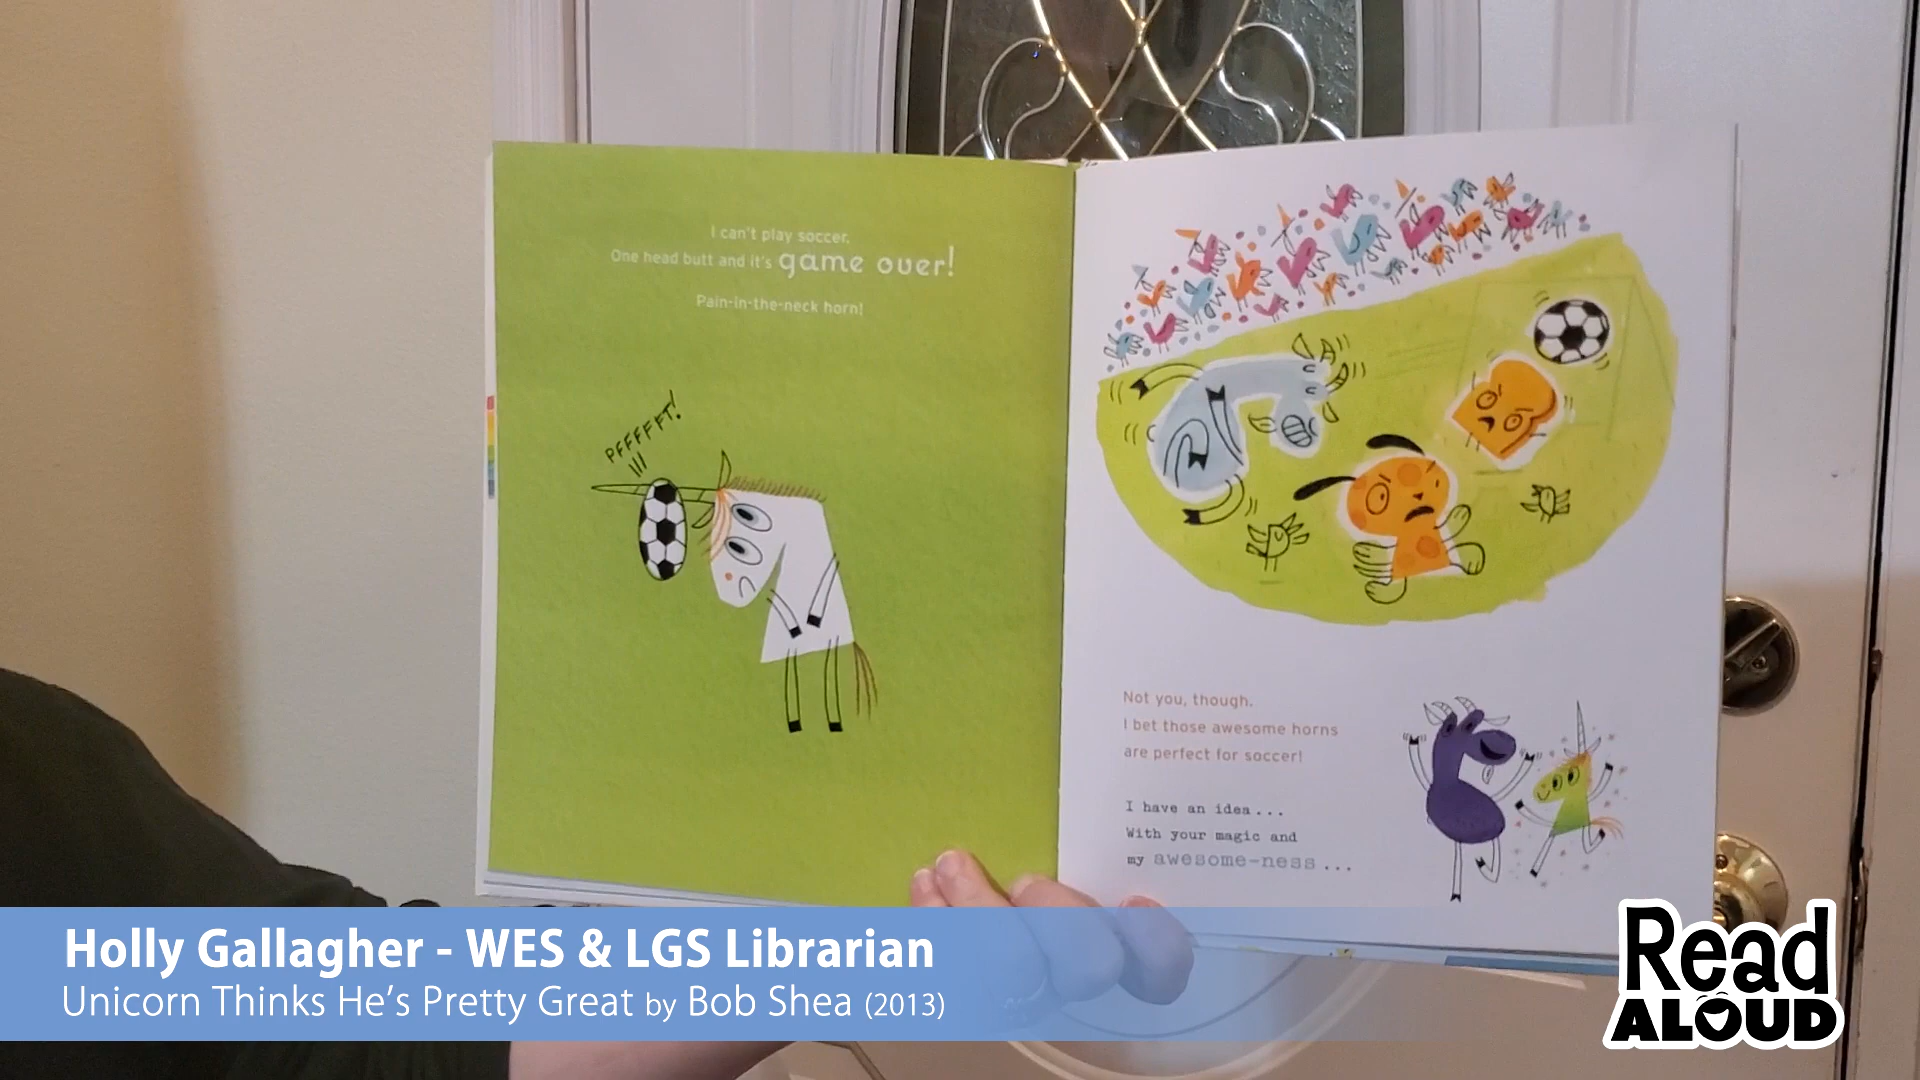 I can't play soccer.
One head butt and it's game over!
Pain-in-the-neck horn!
PFFFFFT!
Not you, though.
I bet those awesome horns
are perfect for soccer!
I have an idea...
With your magic and
my awesome-ness...
Holly Gallagher - WES & LGS Librarian
Unicorn Thinks He's Pretty Great by Bob Shea (2013)
Read
ALOUD